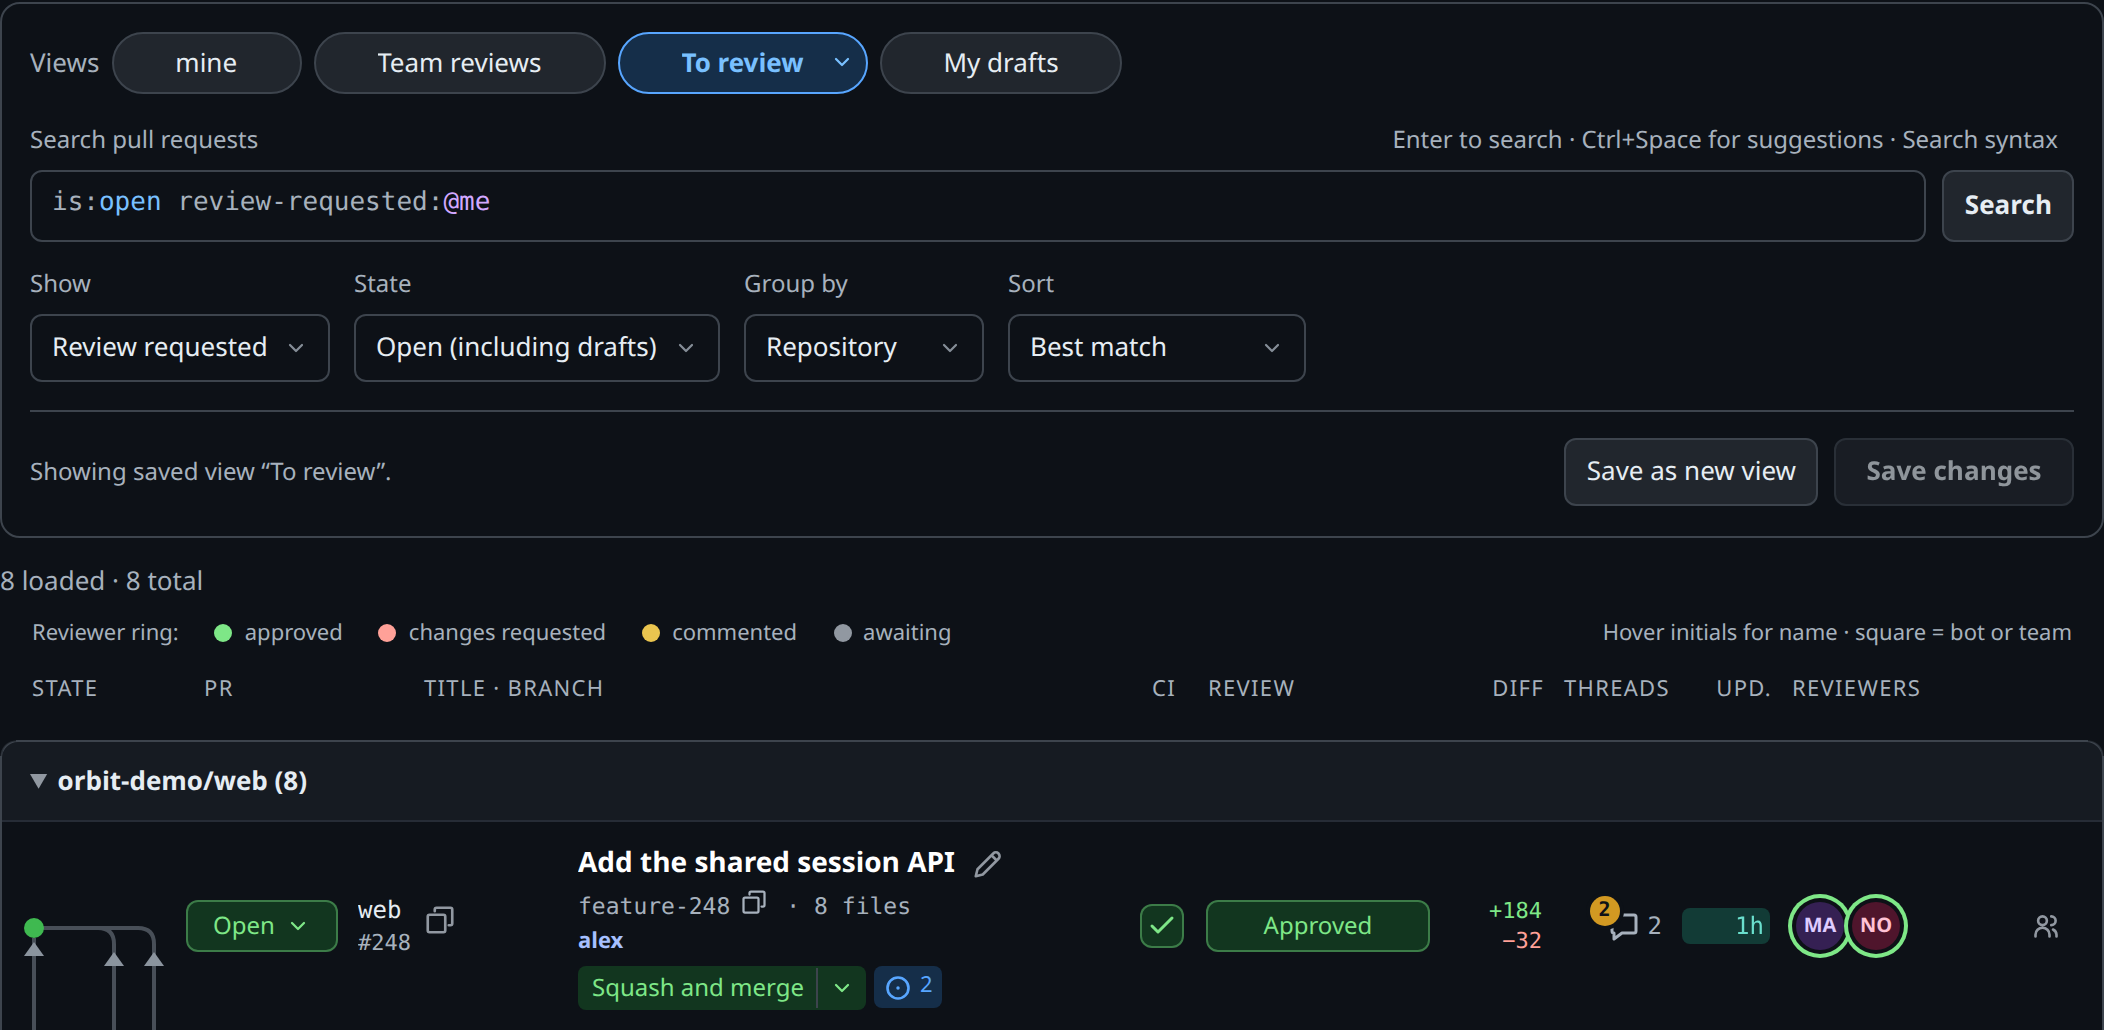 Views mine Team reviews To review My drafts
Search pull requests Enter to search · Ctrl+Space for suggestions · Search syntax
is:open review-requested:@me Search
Show State Group by Sort
Review requested Open (including drafts) Repository Best match
Showing saved view “To review”. Save as new view Save changes
8 loaded · 8 total
Reviewer ring: approved changes requested commented awaiting Hover initials for name · square = bot or team
STATE PR TITLE · BRANCH CI REVIEW DIFF THREADS UPD. REVIEWERS
orbit-demo/web (8)
Add the shared session API
feature-248 · 8 files
alex
Squash and merge 2
Open web
#248
Approved +184
−32
2 2 1h MA NO